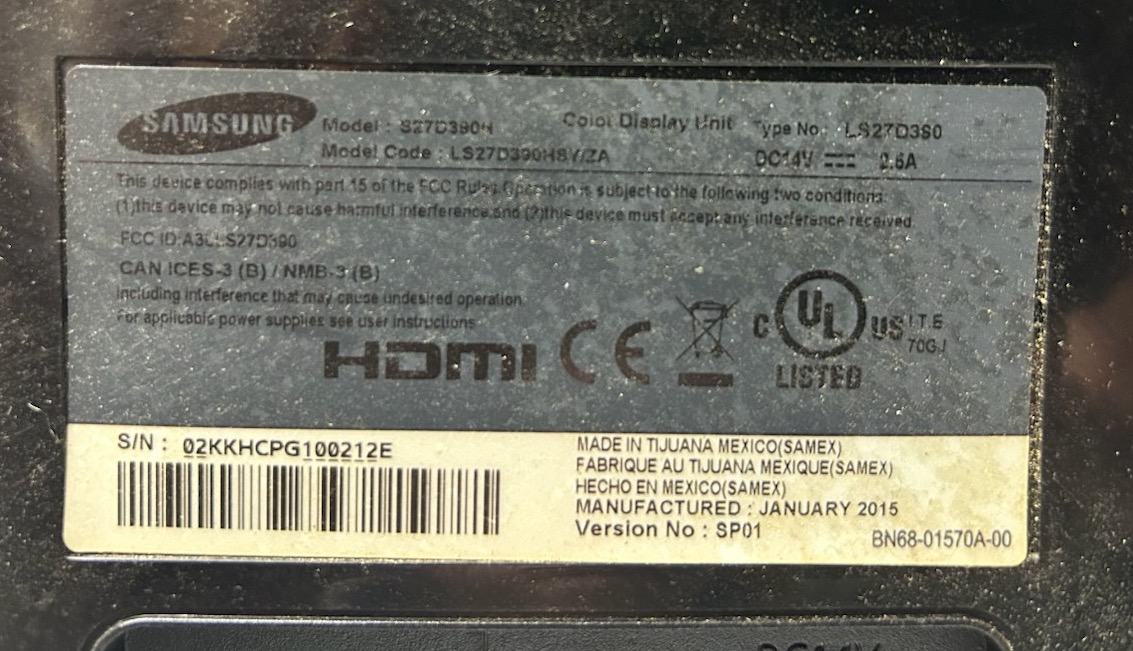 SAMSUNG
Model : S27D390H Color Display Unit Type No : LS27D390
Model Code : LS27D390HSY/ZA DC14V 2.5A
This device complies with part 15 of the FCC Rules. Operation is subject to the following two conditions:
(1)this device may not cause harmful interference and (2)this device must accept any interference received.
FCC ID:A3LLS27D390
CAN ICES-3 (B) / NMB-3 (B)
Including interference that may cause undesired operation
For applicable power supplies see user instructions
HDMI CE C UL US I.T.E
70GJ
LISTED
S/N : 02KKHCPG100212E
MADE IN TIJUANA MEXICO(SAMEX)
FABRIQUE AU TIJUANA MEXIQUE(SAMEX)
HECHO EN MEXICO(SAMEX)
MANUFACTURED : JANUARY 2015
Version No : SP01
BN68-01570A-00